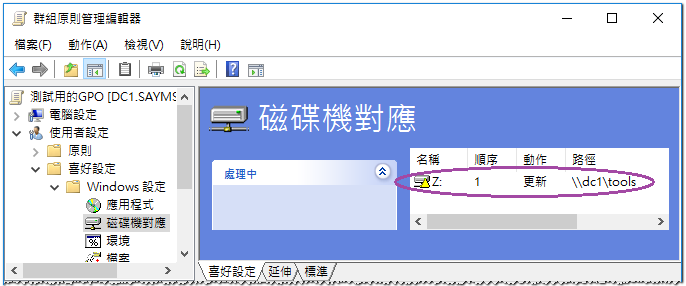 群組原則管理編輯器
檔案(F) 動作(A) 檢視(V) 說明(H)
測試用的GPO [DC1.SAYMS
電腦設定
使用者設定
原則
喜好設定
Windows 設定
應用程式
磁碟機對應
環境
檔案
磁碟機對應
處理中
名稱 順序 動作 路徑
Z: 1 更新 \\dc1\tools
喜好設定 延伸 標準